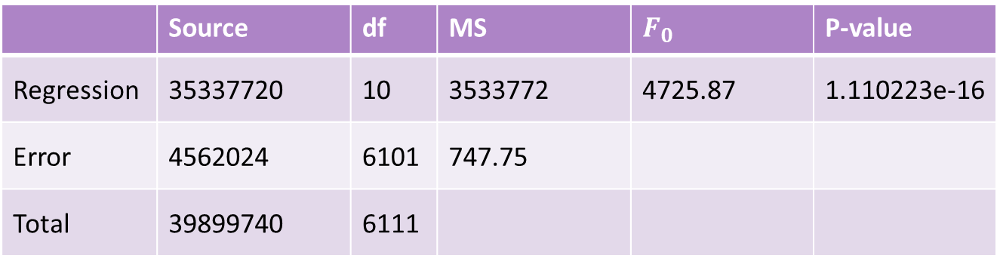 Source df MS F₀ P-value
Regression 35337720 10 3533772 4725.87 1.110223e-16
Error 4562024 6101 747.75
Total 39899740 6111